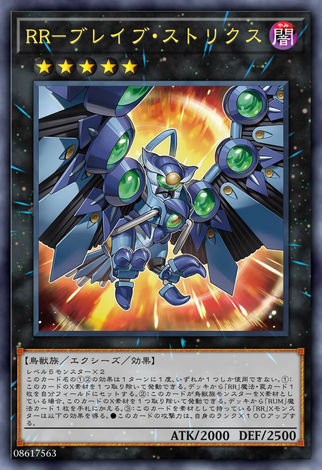 RR－ブレイブ・ストリクス
やみ
闇
【鳥獣族／エクシーズ／効果】
レベル５モンスター×２
このカード名の①②の効果は１ターンに１度、いずれか１つしか使用できない。①：
このカードのＸ素材を１つ取り除いて発動できる。デッキから「RR」魔法・罠カード１
枚を自分フィールドにセットする。②：このカードが鳥獣族モンスターをＸ素材として
いる場合、このカードのＸ素材を１つ取り除いて発動できる。デッキから「RUM」魔
法カード１枚を手札に加える。③：このカードを素材として持っている「RR」Ｘモンス
ターは以下の効果を得る。●このカードの攻撃力は、自身のランク×１００アップす
る。
ATK/2000 DEF/2500
08617563